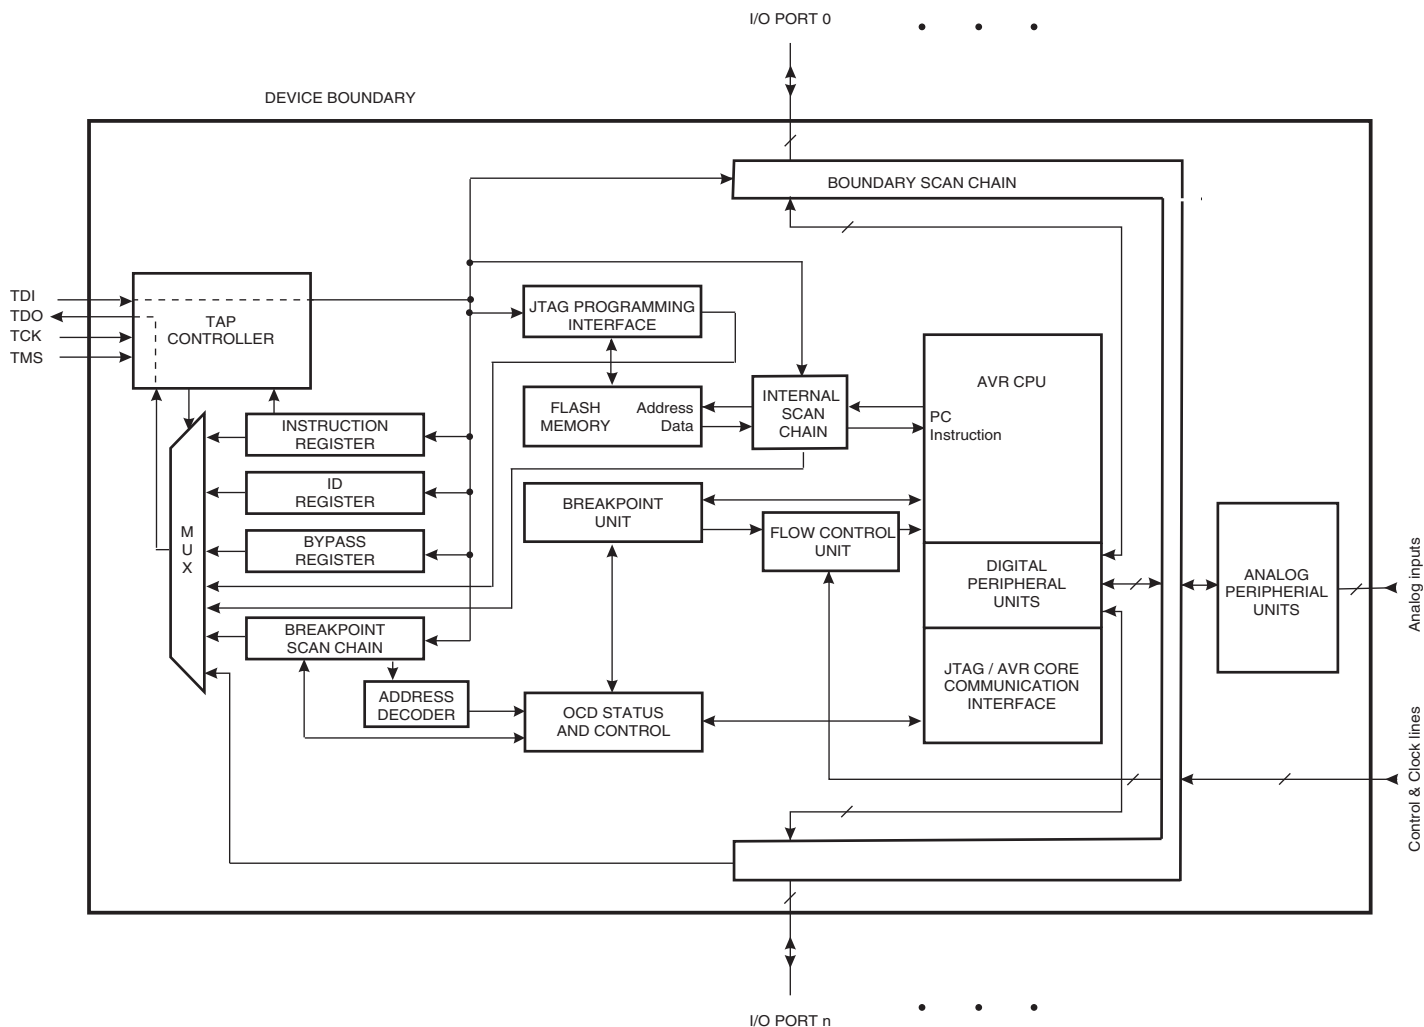 I/O PORT 0
DEVICE BOUNDARY
BOUNDARY SCAN CHAIN
TDI
TDO
TCK
TMS
TAP
CONTROLLER
JTAG PROGRAMMING
INTERFACE
AVR CPU
FLASH
MEMORY
Address
Data
INTERNAL
SCAN
CHAIN
PC
Instruction
INSTRUCTION
REGISTER
ID
REGISTER
BREAKPOINT
UNIT
FLOW CONTROL
UNIT
M
U
X
BYPASS
REGISTER
DIGITAL
PERIPHERAL
UNITS
ANALOG
PERIPHERIAL
UNITS
Analog inputs
BREAKPOINT
SCAN CHAIN
ADDRESS
DECODER
OCD STATUS
AND CONTROL
JTAG / AVR CORE
COMMUNICATION
INTERFACE
Control & Clock lines
I/O PORT n